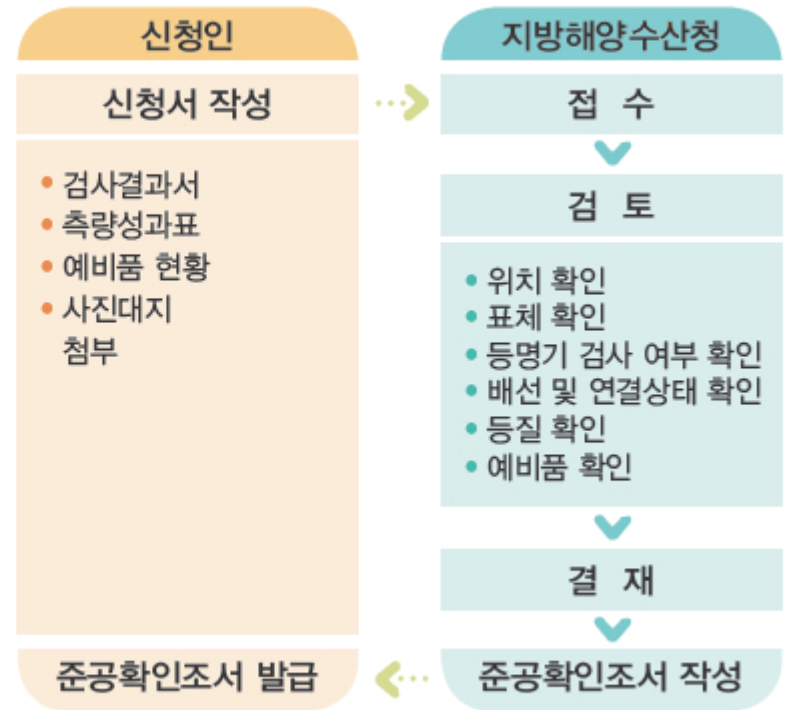 신청인
신청서 작성
• 검사결과서
• 측량성과표
• 예비품 현황
• 사진대지
첨부
준공확인조서 발급
지방해양수산청
접 수
검 토
• 위치 확인
• 표체 확인
• 등명기 검사 여부 확인
• 배선 및 연결상태 확인
• 등질 확인
• 예비품 확인
결 재
준공확인조서 작성